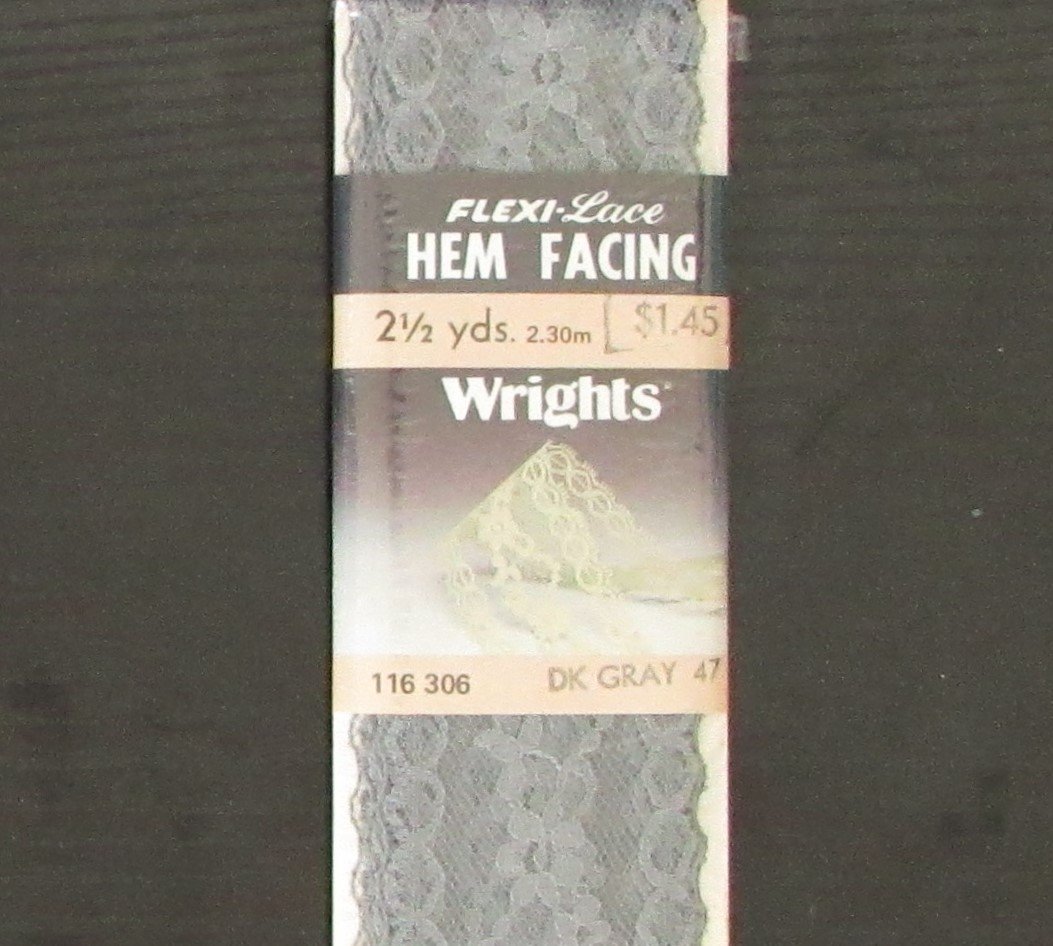 FLEXI-Lace
HEM FACING
2½ yds. 2.30m $1.45
Wrights
116 306 DK GRAY 47